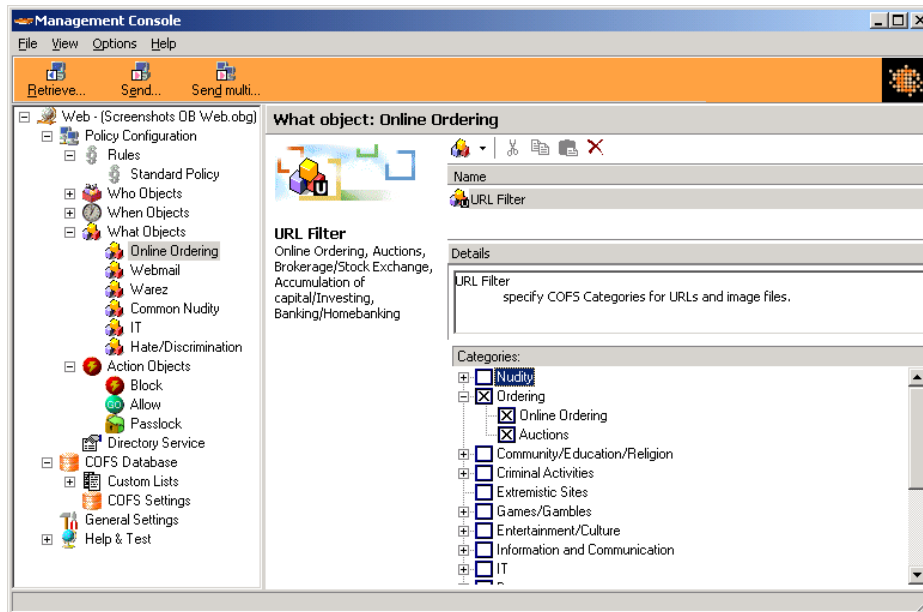 Management Console
File View Options Help
Retrieve... Send... Send multi...
Web - (Screenshots OB Web.obg)
Policy Configuration
Rules
Standard Policy
Who Objects
When Objects
What Objects
Online Ordering
Webmail
Warez
Common Nudity
IT
Hate/Discrimination
Action Objects
Block
GO Allow
Passlock
Directory Service
COFS Database
Custom Lists
COFS Settings
General Settings
Help & Test
What object: Online Ordering
U
URL Filter
Online Ordering, Auctions,
Brokerage/Stock Exchange,
Accumulation of
capital/Investing,
Banking/Homebanking
Name
URL Filter
Details
URL Filter
specify COFS Categories for URLs and image files.
Categories:
Nudity
Ordering
Online Ordering
Auctions
Community/Education/Religion
Criminal Activities
Extremistic Sites
Games/Gambles
Entertainment/Culture
Information and Communication
IT